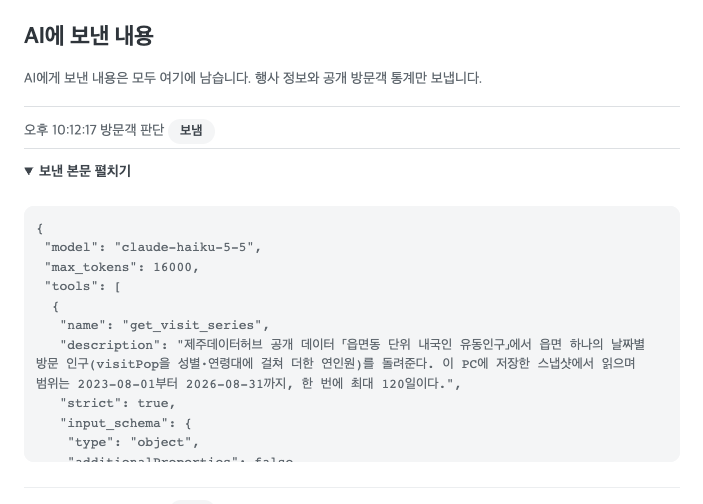 AI에 보낸 내용
AI에게 보낸 내용은 모두 여기에 남습니다. 행사 정보와 공개 방문객 통계만 보냅니다.
오후 10:12:17 방문객 판단 보냄
▼ 보낸 본문 펼치기
{
"model": "claude-haiku-5-5",
"max_tokens": 16000,
"tools": [
{
"name": "get_visit_series",
"description": "제주데이터허브 공개 데이터 「읍면동 단위 내국인 유동인구」에서 읍면 하나의 날짜별
방문 인구(visitPop을 성별·연령대에 걸쳐 더한 연인원)를 돌려준다. 이 PC에 저장한 스냅샷에서 읽으며
범위는 2023-08-01부터 2026-08-31까지, 한 번에 최대 120일이다.",
"strict": true,
"input_schema": {
"type": "object",
"additionalProperties": false